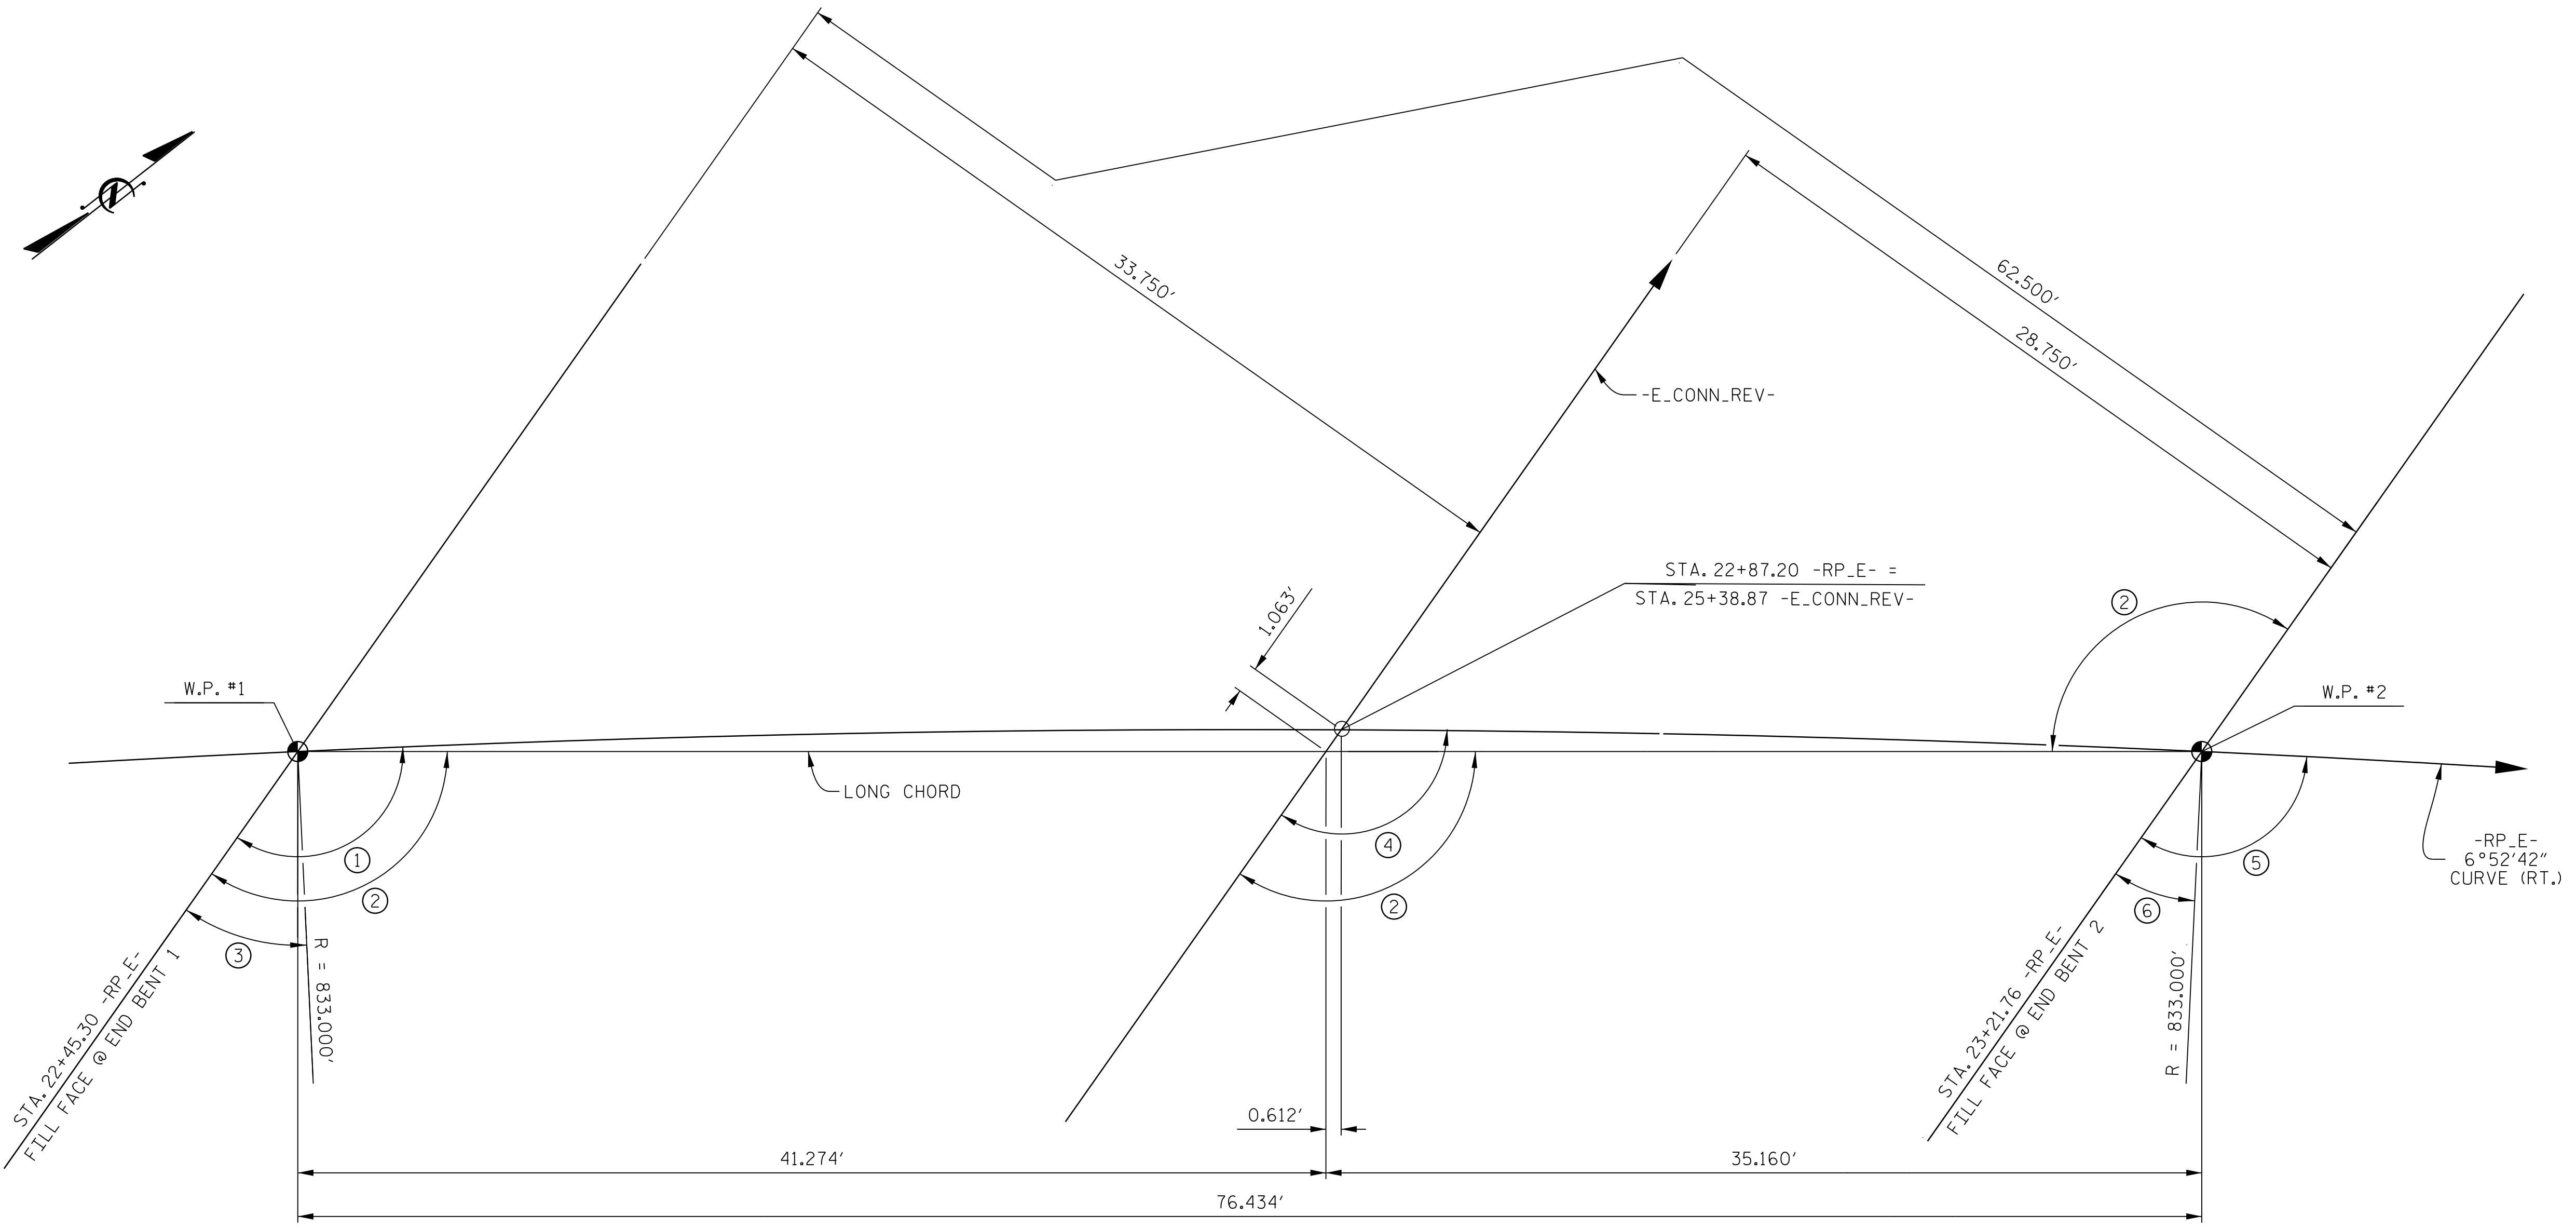 33.750′
62.500′
28.750′
-E_CONN_REV-
STA. 22+87.20 -RP_E- =
STA. 25+38.87 -E_CONN_REV-
1.063′
2
W.P. #1
W.P. #2
LONG CHORD
1
2
3
4
2
5
6
-RP_E-
6°52′42″
CURVE (RT.)
R = 833.000′
R = 833.000′
STA. 22+45.30 -RP_E-
FILL FACE @ END BENT 1
STA. 23+21.76 -RP_E-
FILL FACE @ END BENT 2
0.612′
41.274′
35.160′
76.434′